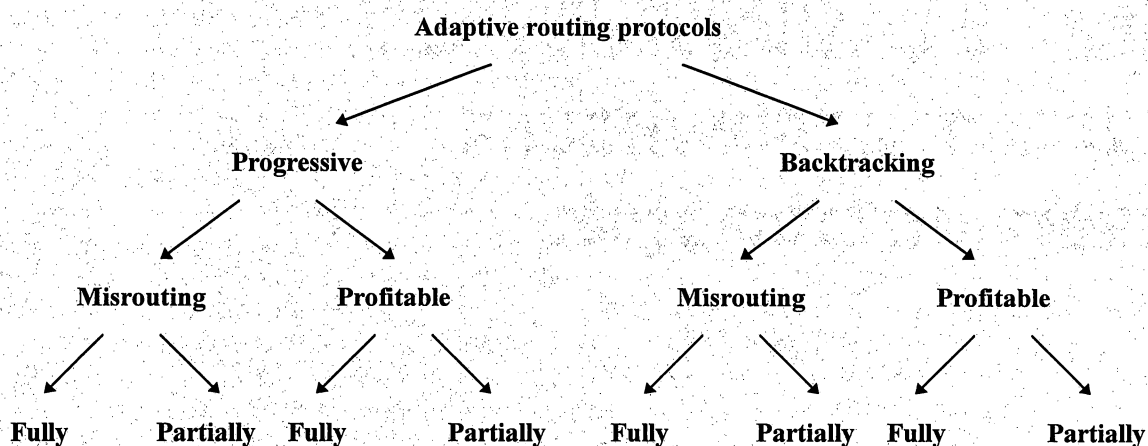 Adaptive routing protocols
Progressive Backtracking
Misrouting Profitable Misrouting Profitable
Fully Partially Fully Partially Fully Partially Fully Partially